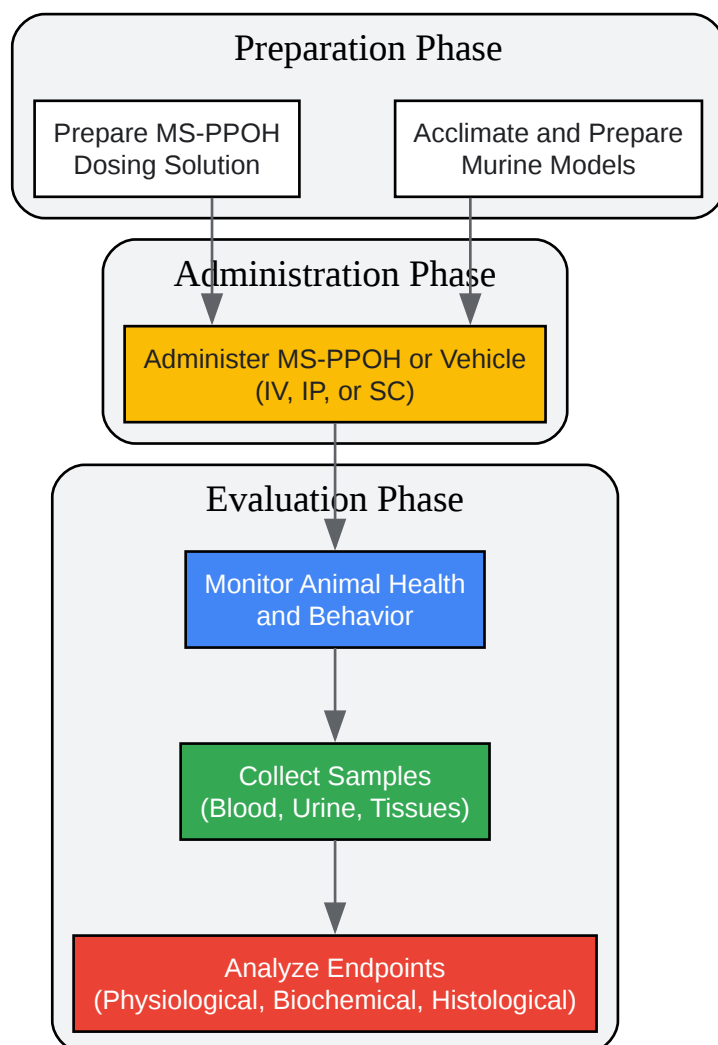 Preparation Phase
Prepare MS-PPOH
Dosing Solution
Acclimate and Prepare
Murine Models
Administration Phase
Administer MS-PPOH or Vehicle
(IV, IP, or SC)
Evaluation Phase
Monitor Animal Health
and Behavior
Collect Samples
(Blood, Urine, Tissues)
Analyze Endpoints
(Physiological, Biochemical, Histological)